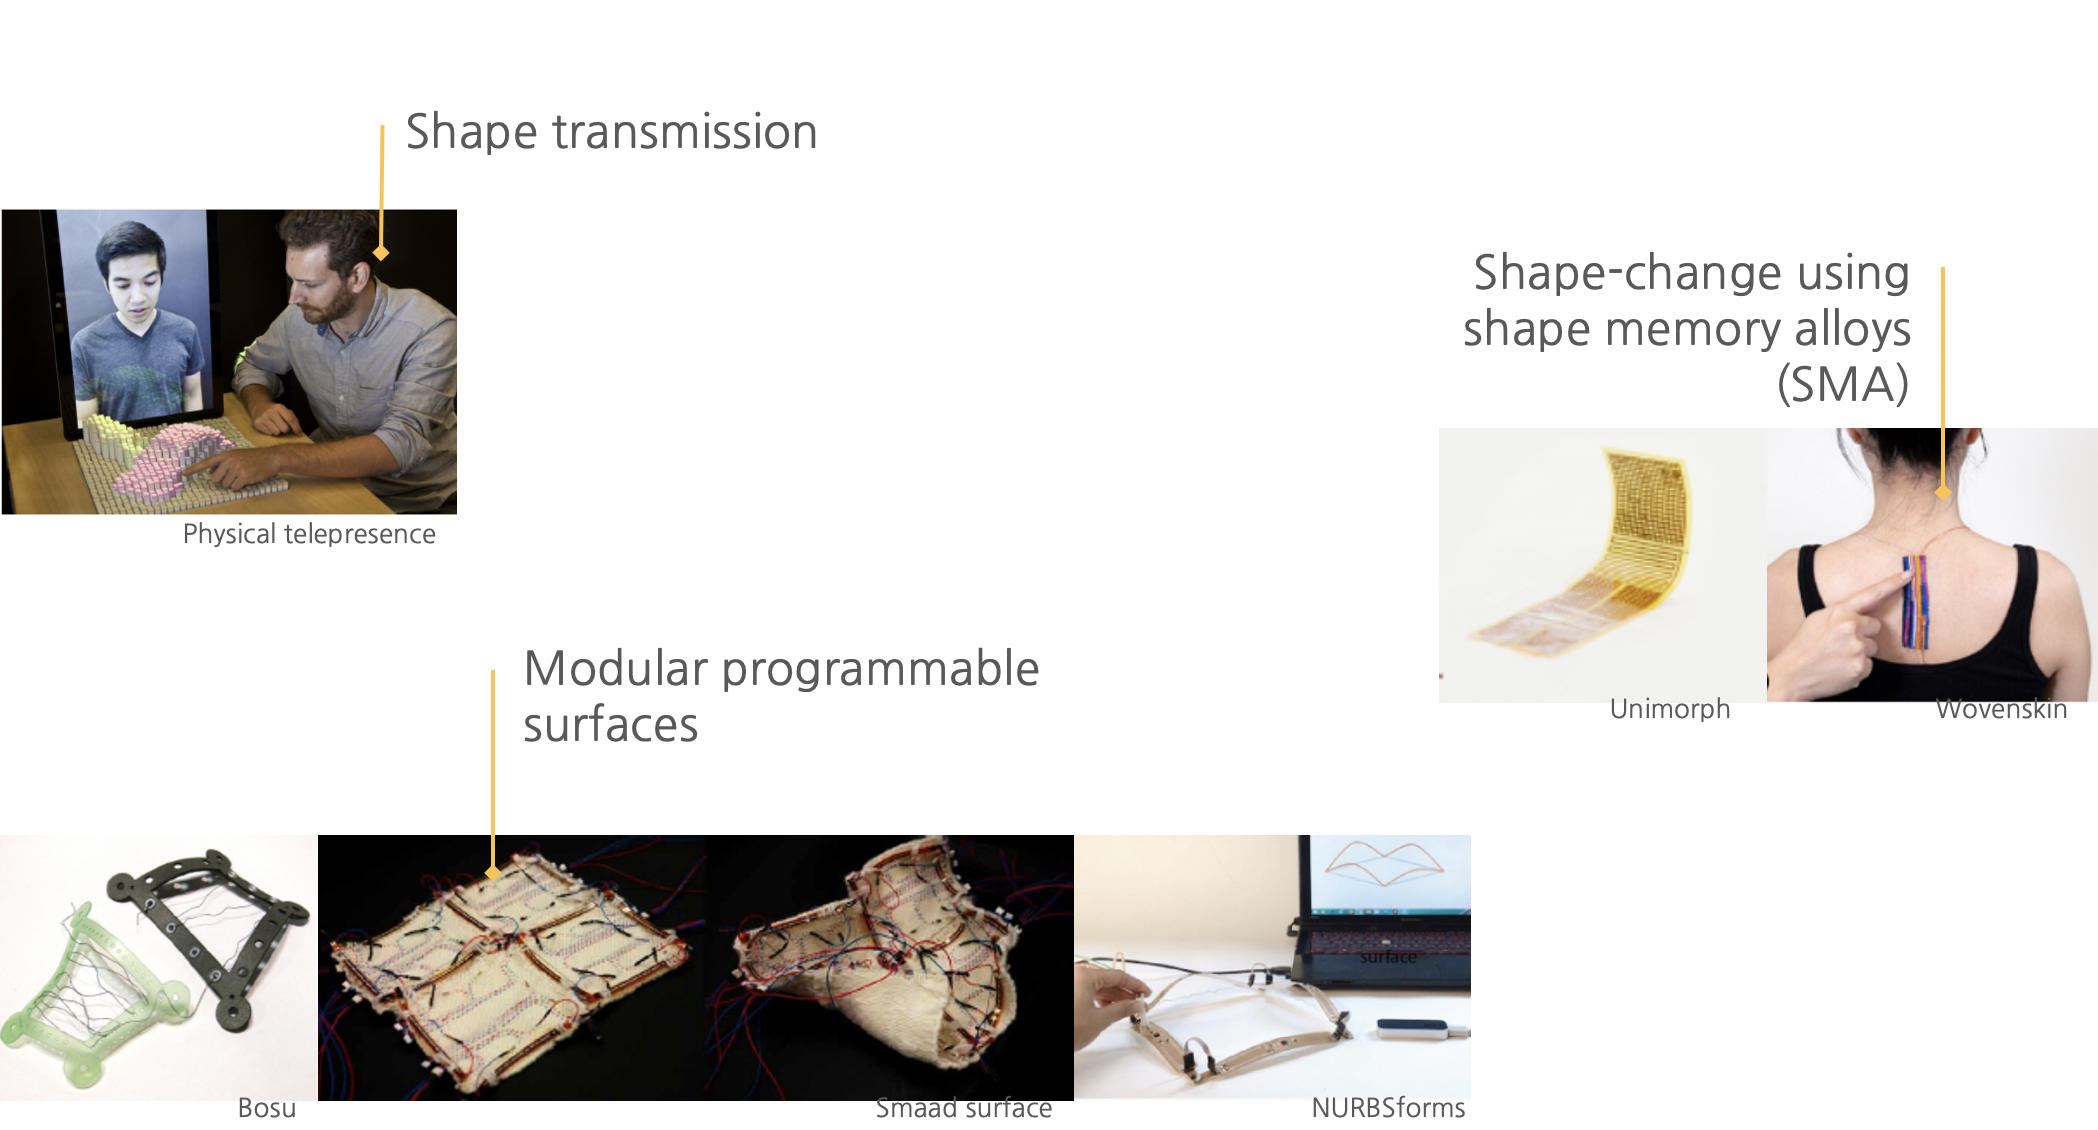 Shape transmission
Physical telepresence
Shape-change using
shape memory alloys
(SMA)
Unimorph
Wovenskin
Modular programmable
surfaces
surface
Bosu
Smaad surface
NURBSforms